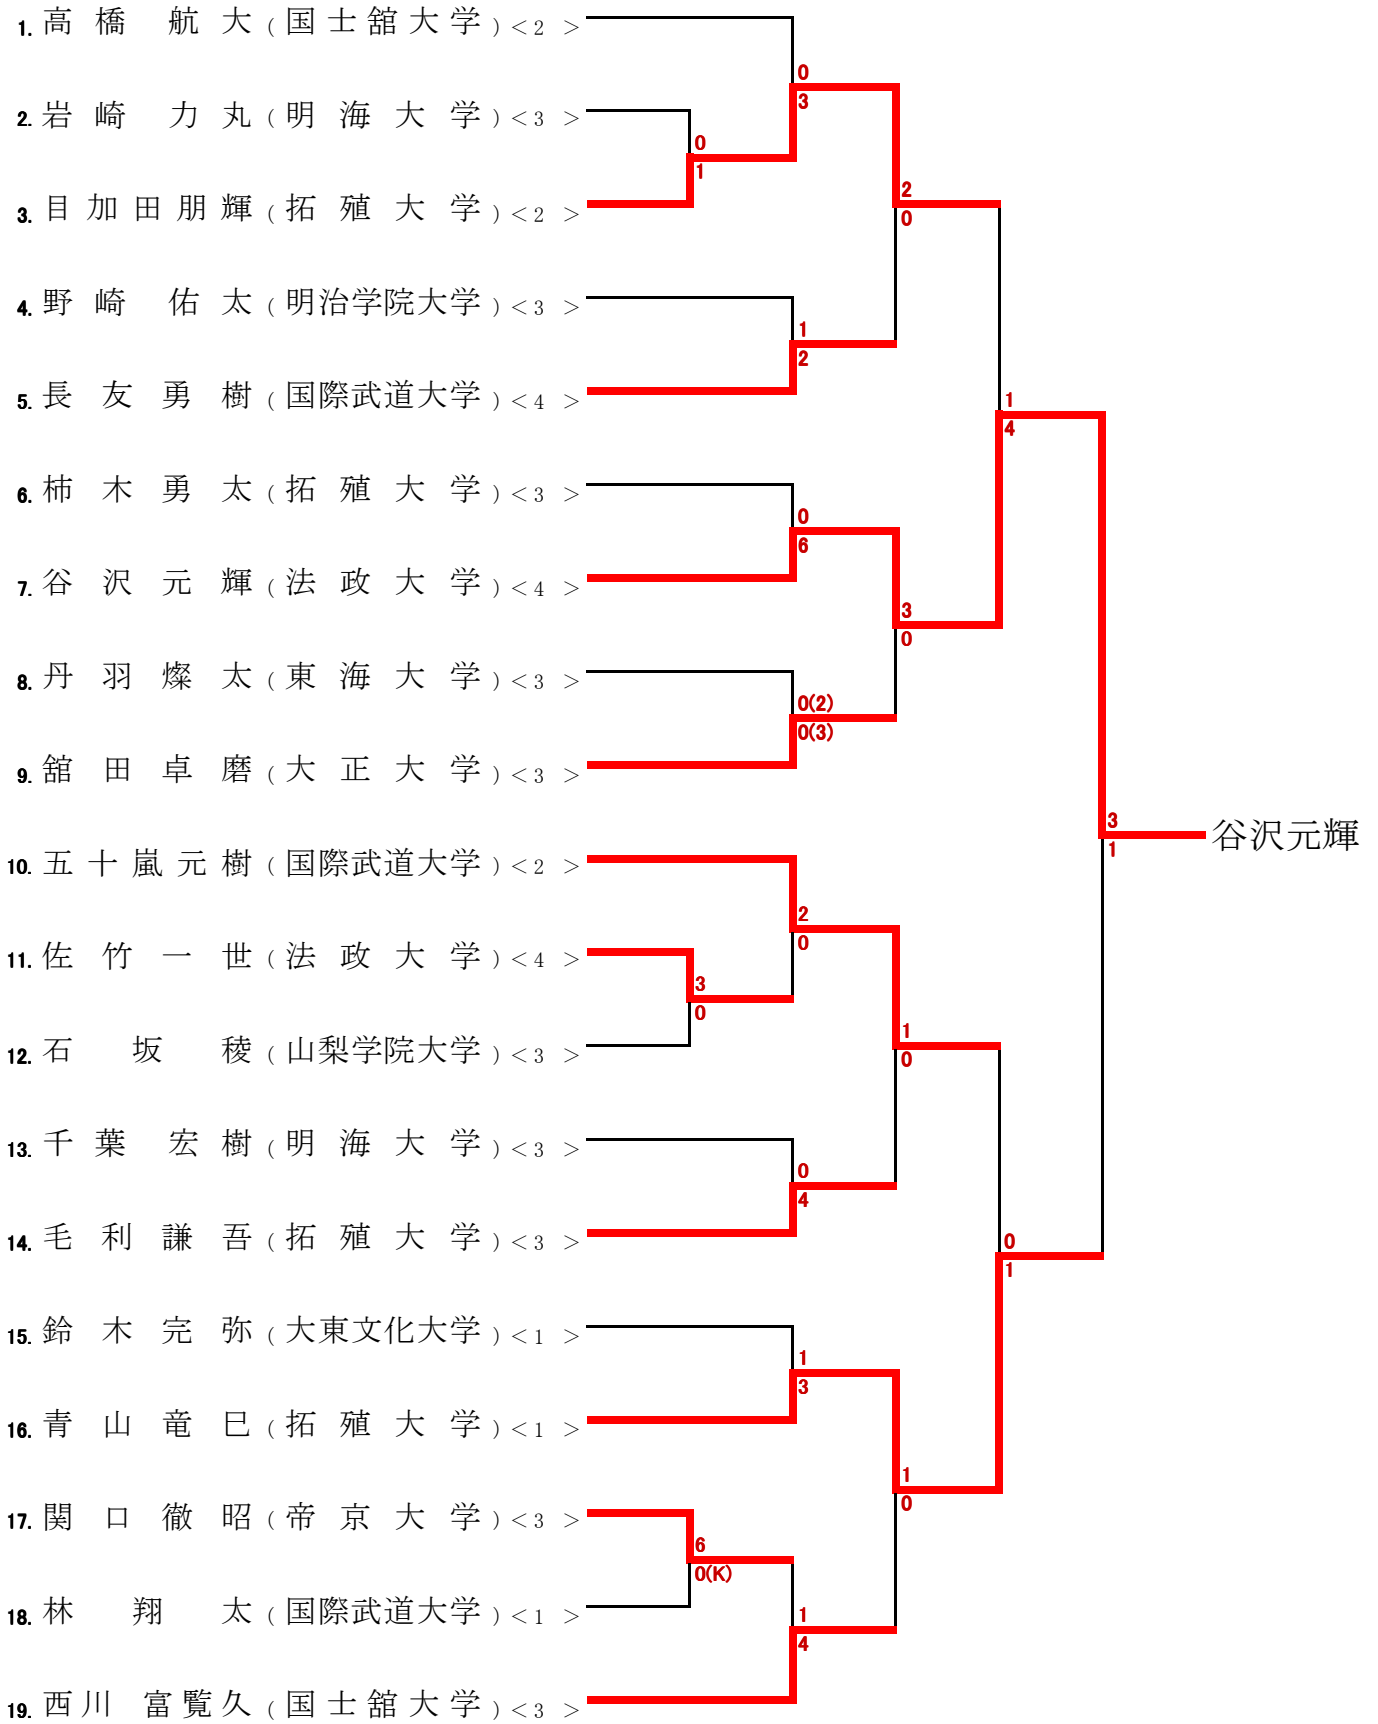 1. 高橋 航大(国士舘大学)<2 >
0
3
2. 岩崎 力丸(明海大学)<3 >
0
1
3. 目加田朋輝(拓殖大学)<2 >
2
0
4. 野崎 佑太(明治学院大学)<3 >
1
2
5. 長友勇樹(国際武道大学)<4 >
1
4
6. 柿木勇太(拓殖大学)<3 >
0
6
7. 谷沢元輝(法政大学)<4 >
3
0
8. 丹羽燦太(東海大学)<3 >
0(2)
0(3)
9. 舘田卓磨(大正大学)<3 >
3
1
谷沢元輝
10. 五十嵐元樹(国際武道大学)<2 >
2
0
11. 佐竹一世(法政大学)<4 >
3
0
12. 石坂稜(山梨学院大学)<3 >
1
0
13. 千葉 宏樹(明海大学)<3 >
0
4
14. 毛利謙吾(拓殖大学)<3 >
0
1
15. 鈴木完弥(大東文化大学)<1 >
1
3
16. 青山竜巳(拓殖大学)<1 >
1
0
17. 関口徹昭(帝京大学)<3 >
6
0(K)
18. 林翔太(国際武道大学)<1 >
1
4
19. 西川 富覧久(国士舘大学)<3 >